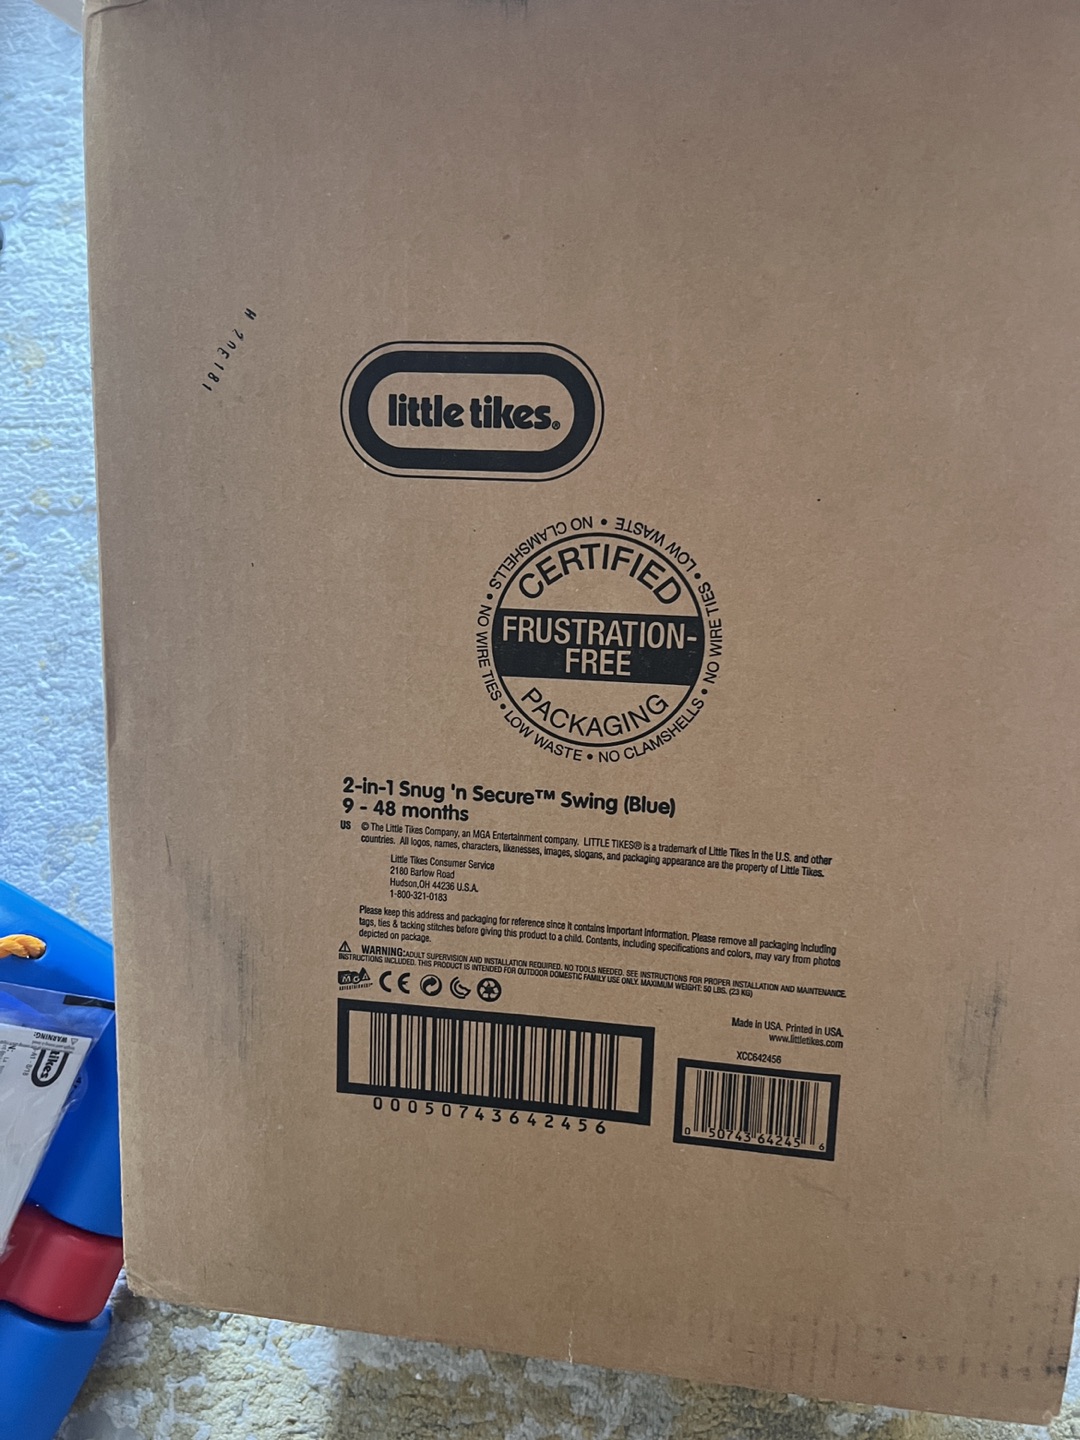 H 20E181
little tikes®
CERTIFIED
FRUSTRATION-
FREE
PACKAGING
NO CLAMSHELLS • LOW WASTE • NO WIRE TIES • NO CLAMSHELLS • LOW WASTE • NO WIRE TIES •
2-in-1 Snug 'n Secure™ Swing (Blue)
9 - 48 months
US © The Little Tikes Company, an MGA Entertainment company. LITTLE TIKES® is a trademark of Little Tikes in the U.S. and other
countries. All logos, names, characters, likenesses, images, slogans, and packaging appearance are the property of Little Tikes.
Little Tikes Consumer Service
2180 Barlow Road
Hudson,OH 44236 U.S.A.
1-800-321-0183
Please keep this address and packaging for reference since it contains important information. Please remove all packaging including
tags, ties & tacking stitches before giving this product to a child. Contents, including specifications and colors, may vary from photos
depicted on package.
WARNING:ADULT SUPERVISION AND INSTALLATION REQUIRED. NO TOOLS NEEDED. SEE INSTRUCTIONS FOR PROPER INSTALLATION AND MAINTENANCE
INSTRUCTIONS INCLUDED. THIS PRODUCT IS INTENDED FOR OUTDOOR DOMESTIC FAMILY USE ONLY. MAXIMUM WEIGHT: 50 LBS. (23 KG)
MGA
ENTERTAINMENT
CE
Made in USA. Printed in USA.
www.littletikes.com
XCC642456
00050743642456
0 50743 64245 6
WARNING:
tikes